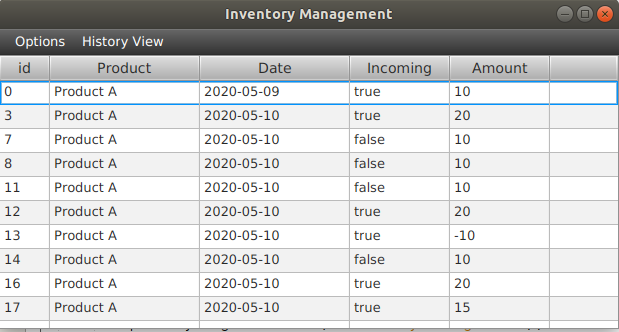 Inventory Management
Options History View
id Product Date Incoming Amount
0 Product A 2020-05-09 true 10
3 Product A 2020-05-10 true 20
7 Product A 2020-05-10 false 10
8 Product A 2020-05-10 false 10
11 Product A 2020-05-10 false 10
12 Product A 2020-05-10 true 20
13 Product A 2020-05-10 true -10
14 Product A 2020-05-10 false 10
16 Product A 2020-05-10 true 20
17 Product A 2020-05-10 true 15